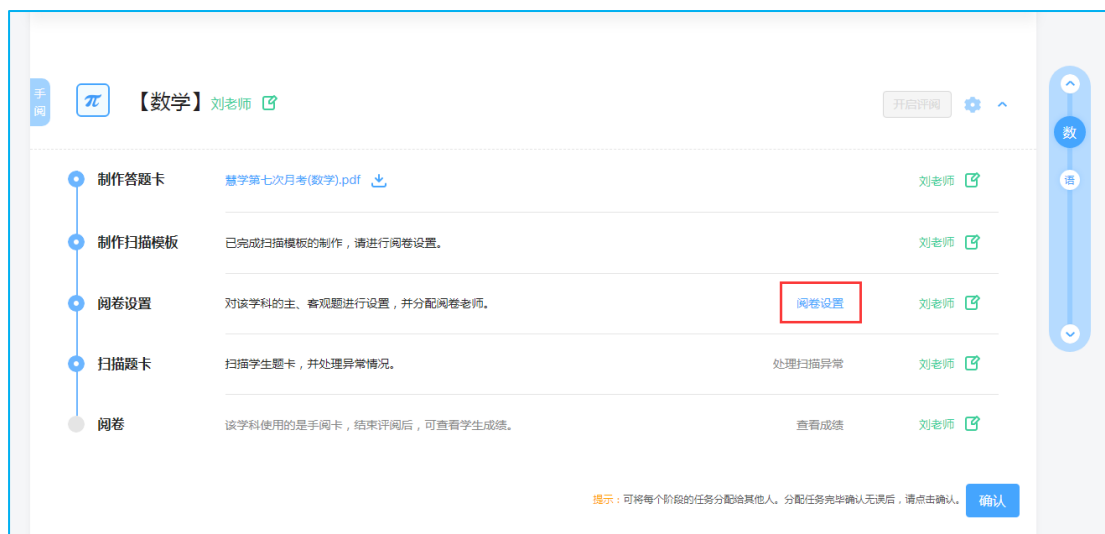 手阅
π 【数学】 刘老师 开启评阅
数
语
制作答题卡 慧学第七次月考(数学).pdf 刘老师
制作扫描模板 已完成扫描模板的制作，请进行阅卷设置。 刘老师
阅卷设置 对该学科的主、客观题进行设置，并分配阅卷老师。 阅卷设置 刘老师
扫描题卡 扫描学生题卡，并处理异常情况。 处理扫描异常 刘老师
阅卷 该学科使用的是手阅卡，结束评阅后，可查看学生成绩。 查看成绩 刘老师
提示：可将每个阶段的任务分配给其他人。分配任务完毕确认无误后，请点击确认。 确认